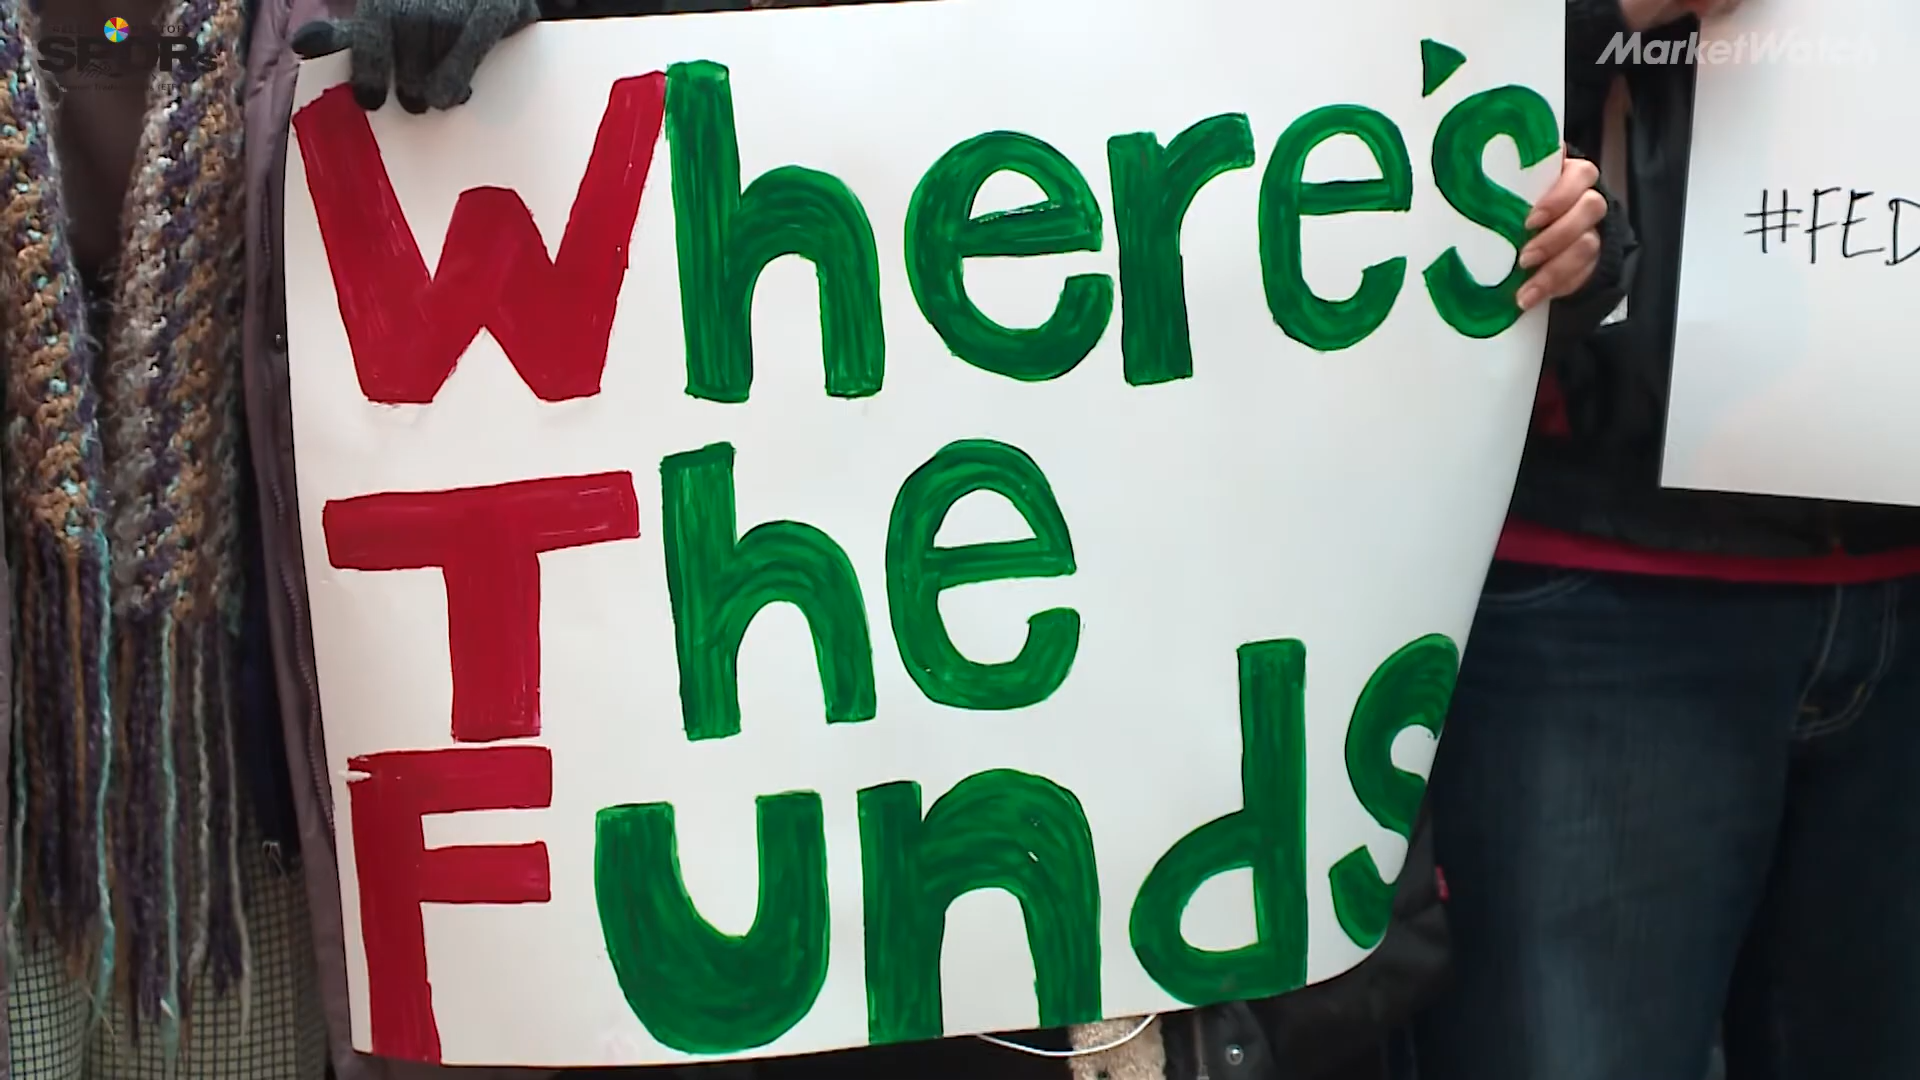 SPDRs
MarketWatch
Where's
The
Funds
#FED